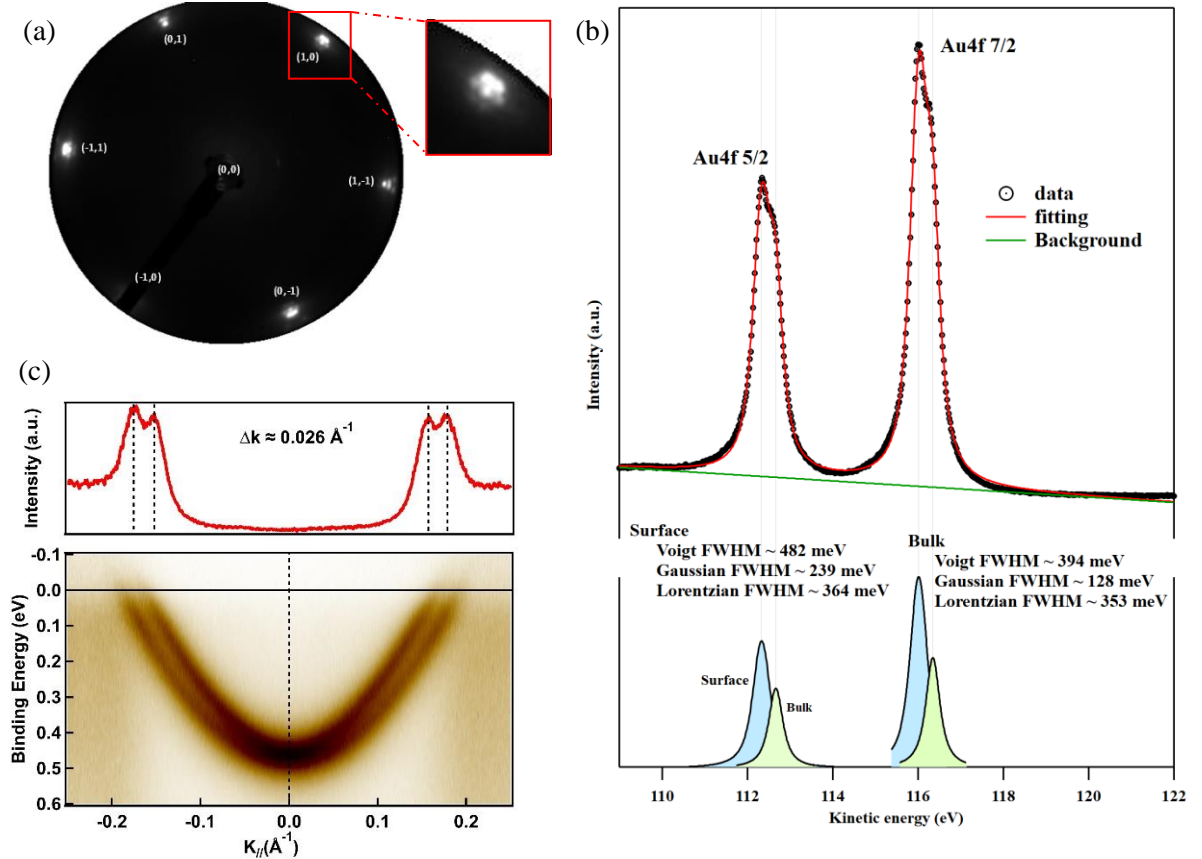 (a)
(0,1)
(1,0)
(-1,1)
(0,0)
(1,-1)
(-1,0)
(0,-1)
(b)
Au4f 7/2
Au4f 5/2
data
fitting
Background
Intensity (a.u.)
Surface
Voigt FWHM ~ 482 meV
Gaussian FWHM ~ 239 meV
Lorentzian FWHM ~ 364 meV
Bulk
Voigt FWHM ~ 394 meV
Gaussian FWHM ~ 128 meV
Lorentzian FWHM ~ 353 meV
Surface
Bulk
110 112 114 116 118 120 122
Kinetic energy (eV)
(c)
Intensity (a.u.)
Δk ≈ 0.026 Å⁻¹
Binding Energy (eV)
-0.1
0.0
0.1
0.2
0.3
0.4
0.5
0.6
-0.2 -0.1 0.0 0.1 0.2
K//(Å⁻¹)